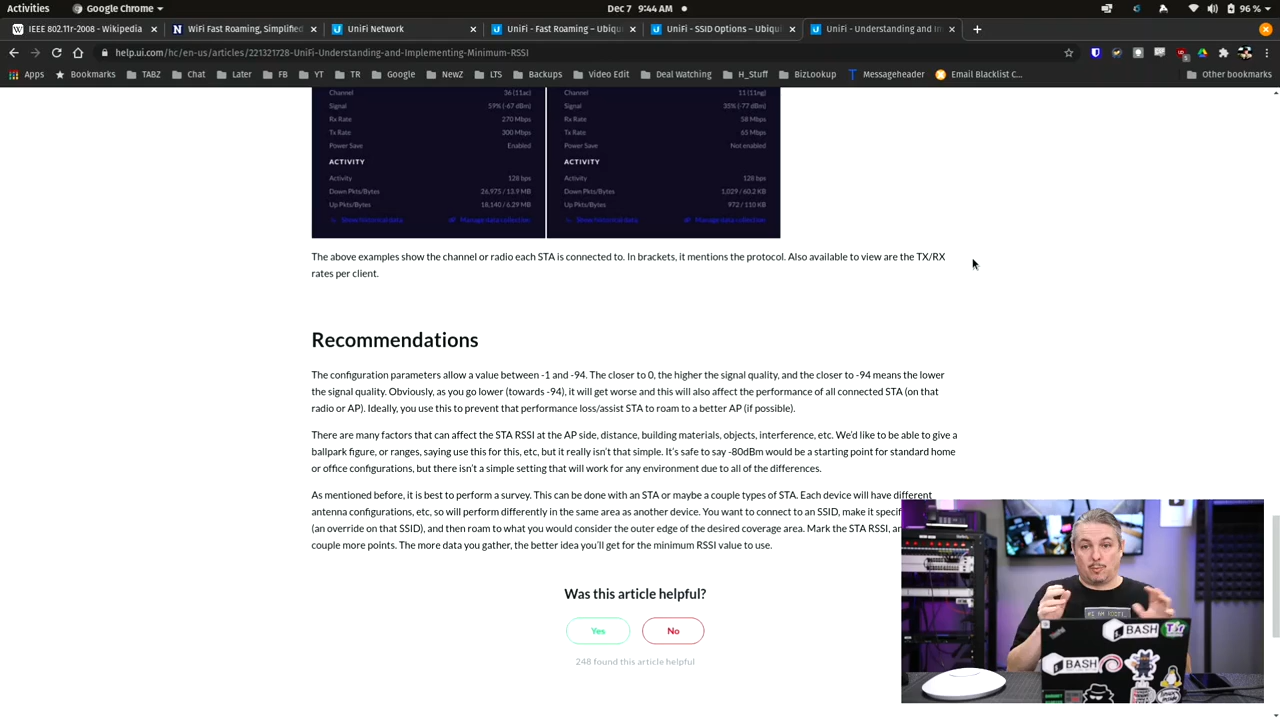 Activities
Google Chrome
Dec 7 9:44 AM
96 %
IEEE 802.11r-2008 - Wikipedia
WiFi Fast Roaming, Simplified
UniFi Network
UniFi - Fast Roaming – Ubiqu
UniFi - SSID Options – Ubiqu
UniFi - Understanding and Im
help.ui.com/hc/en-us/articles/221321728-UniFi-Understanding-and-Implementing-Minimum-RSSI
Apps
Bookmarks
TABZ
Chat
Later
FB
YT
TR
Google
NewZ
LTS
Backups
Video Edit
Deal Watching
H_Stuff
BizLookup
Messageheader
Email Blacklist C...
Other bookmarks
Channel 36 (11ac)
Signal 59% (-67 dBm)
Rx Rate 270 Mbps
Tx Rate 300 Mbps
Power Save Enabled
ACTIVITY
Activity 128 bps
Down Pkts/Bytes 26,975 / 13.9 MB
Up Pkts/Bytes 18,140 / 6.29 MB
Show historical data Manage data collection
Channel 11 (11ng)
Signal 35% (-77 dBm)
Rx Rate 58 Mbps
Tx Rate 65 Mbps
Power Save Not enabled
ACTIVITY
Activity 128 bps
Down Pkts/Bytes 1,029 / 60.2 KB
Up Pkts/Bytes 972 / 110 KB
Show historical data Manage data collection
The above examples show the channel or radio each STA is connected to. In brackets, it mentions the protocol. Also available to view are the TX/RX
rates per client.
Recommendations
The configuration parameters allow a value between -1 and -94. The closer to 0, the higher the signal quality, and the closer to -94 means the lower
the signal quality. Obviously, as you go lower (towards -94), it will get worse and this will also affect the performance of all connected STA (on that
radio or AP). Ideally, you use this to prevent that performance loss/assist STA to roam to a better AP (if possible).
There are many factors that can affect the STA RSSI at the AP side, distance, building materials, objects, interference, etc. We'd like to be able to give a
ballpark figure, or ranges, saying use this for this, etc, but it really isn't that simple. It's safe to say -80dBm would be a starting point for standard home
or office configurations, but there isn't a simple setting that will work for any environment due to all of the differences.
As mentioned before, it is best to perform a survey. This can be done with an STA or maybe a couple types of STA. Each device will have different
antenna configurations, etc, so will perform differently in the same area as another device. You want to connect to an SSID, make it specif
(an override on that SSID), and then roam to what you would consider the outer edge of the desired coverage area. Mark the STA RSSI, an
couple more points. The more data you gather, the better idea you'll get for the minimum RSSI value to use.
Was this article helpful?
Yes
No
248 found this article helpful
I AM ROOT
BASH
BASH